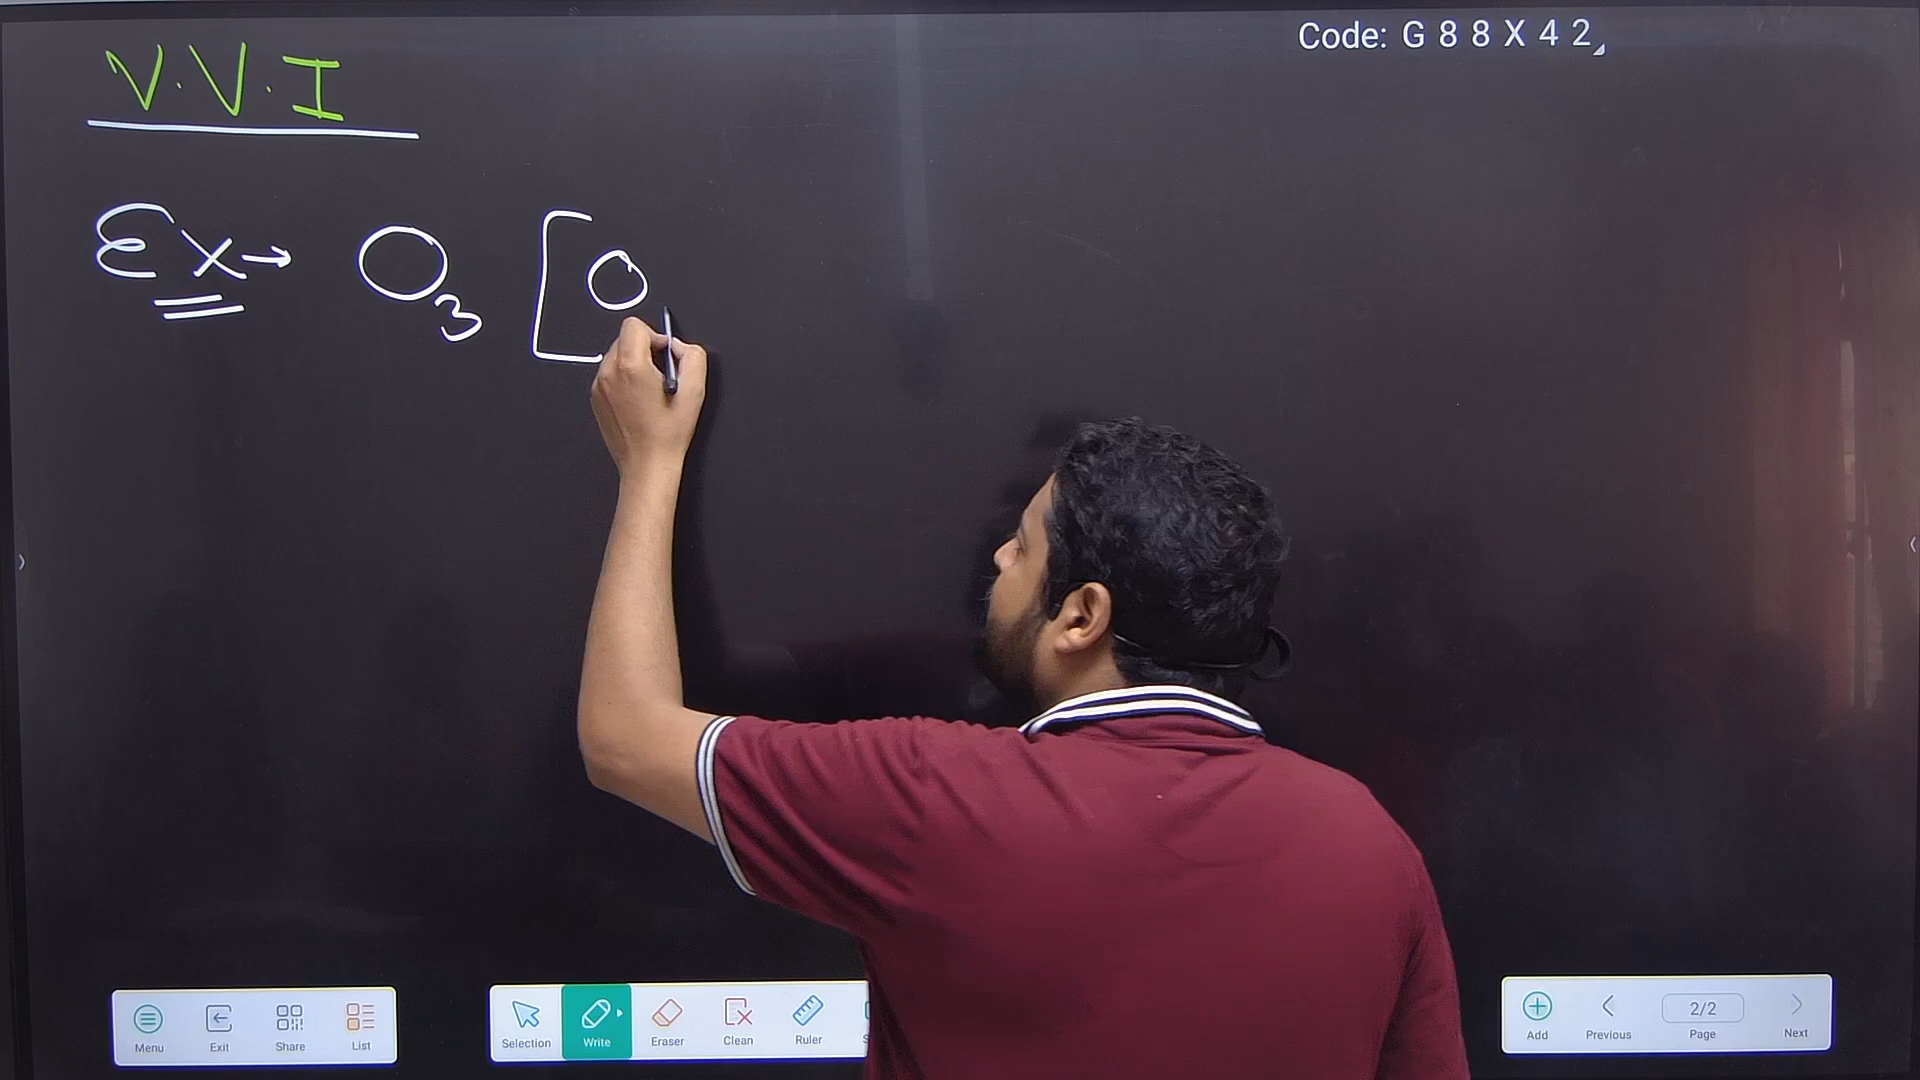 Code: G 8 8 X 4 2
V.V.I
Ex → O3 [O
Menu Exit Share List
Selection Write Eraser Clean Ruler
Add Previous 2/2 Page Next